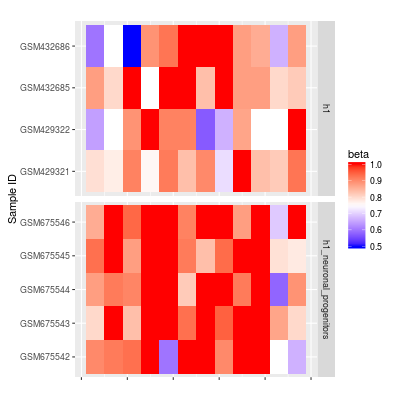 Sample ID
GSM432686
GSM432685
GSM429322
GSM429321
h1
GSM675546
GSM675545
GSM675544
GSM675543
GSM675542
h1_neuronal_progenitors
beta
1.0
0.9
0.8
0.7
0.6
0.5